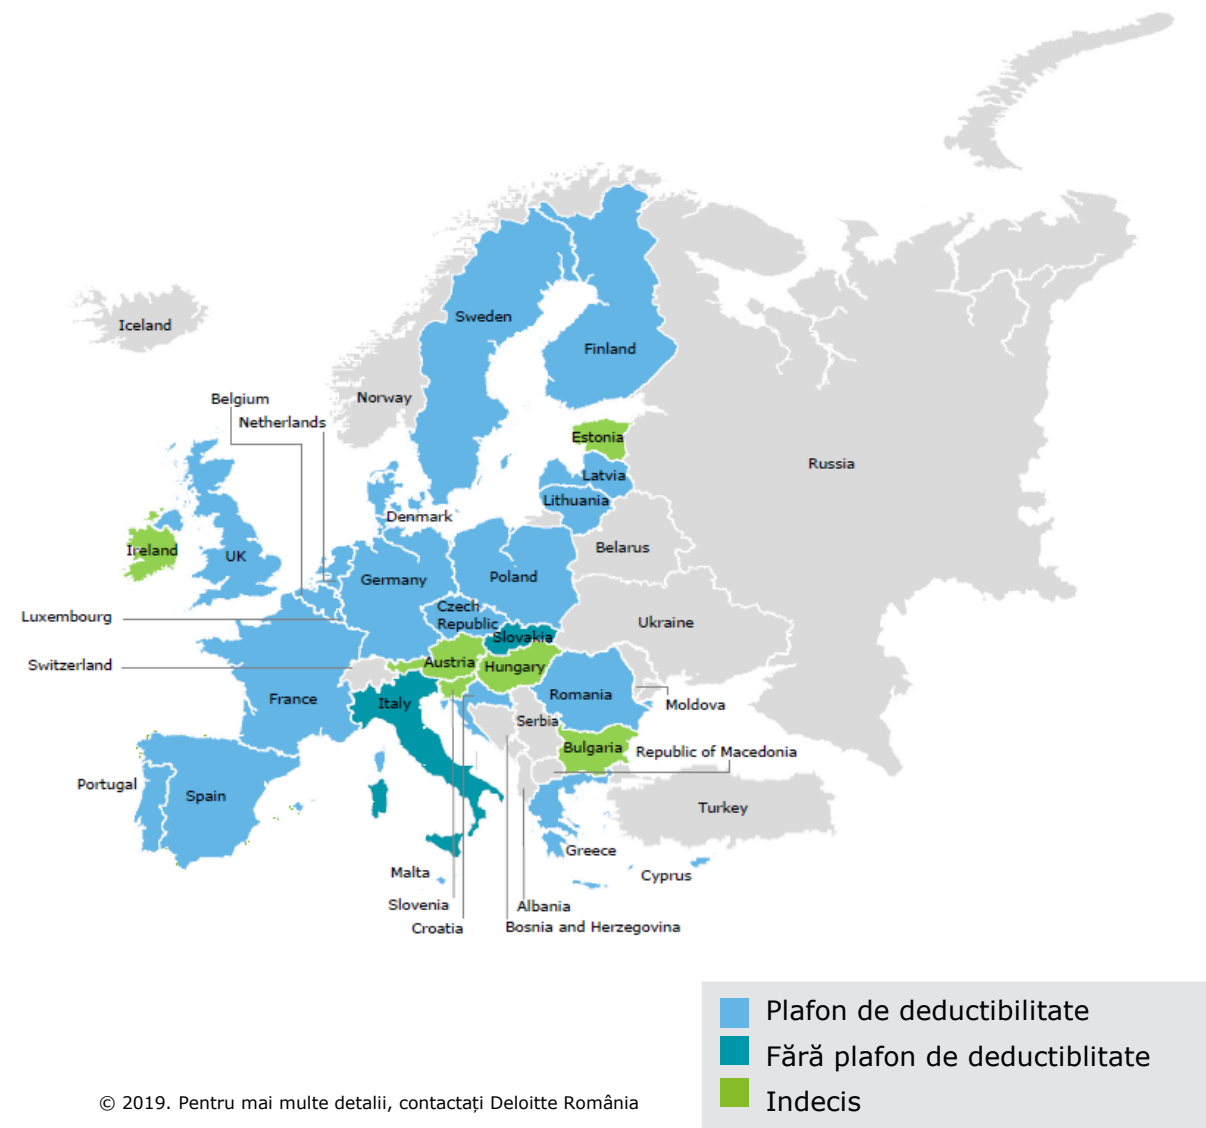 Sweden
Iceland
Finland
Belgium
Norway
Netherlands
Estonia
Russia
Latvia
Lithuania
Denmark
Ireland
UK
Belarus
Germany
Poland
Czech
Republic
Luxembourg
Ukraine
Slovakia
Switzerland
Austria
Hungary
France
Italy
Romania
Moldova
Serbia
Bulgaria
Republic of Macedonia
Portugal
Spain
Turkey
Greece
Malta
Cyprus
Slovenia
Albania
Croatia
Bosnia and Herzegovina
Plafon de deductibilitate
Fără plafon de deductiblitate
Indecis
© 2019. Pentru mai multe detalii, contactați Deloitte România